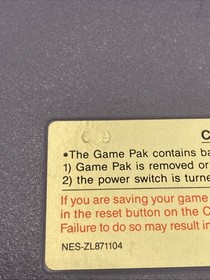 •The Game Pak contains ba
1) Game Pak is removed or
2) the power switch is turne
If you are saving your game
in the reset button on the C
Failure to do so may result in
NES-ZL871104